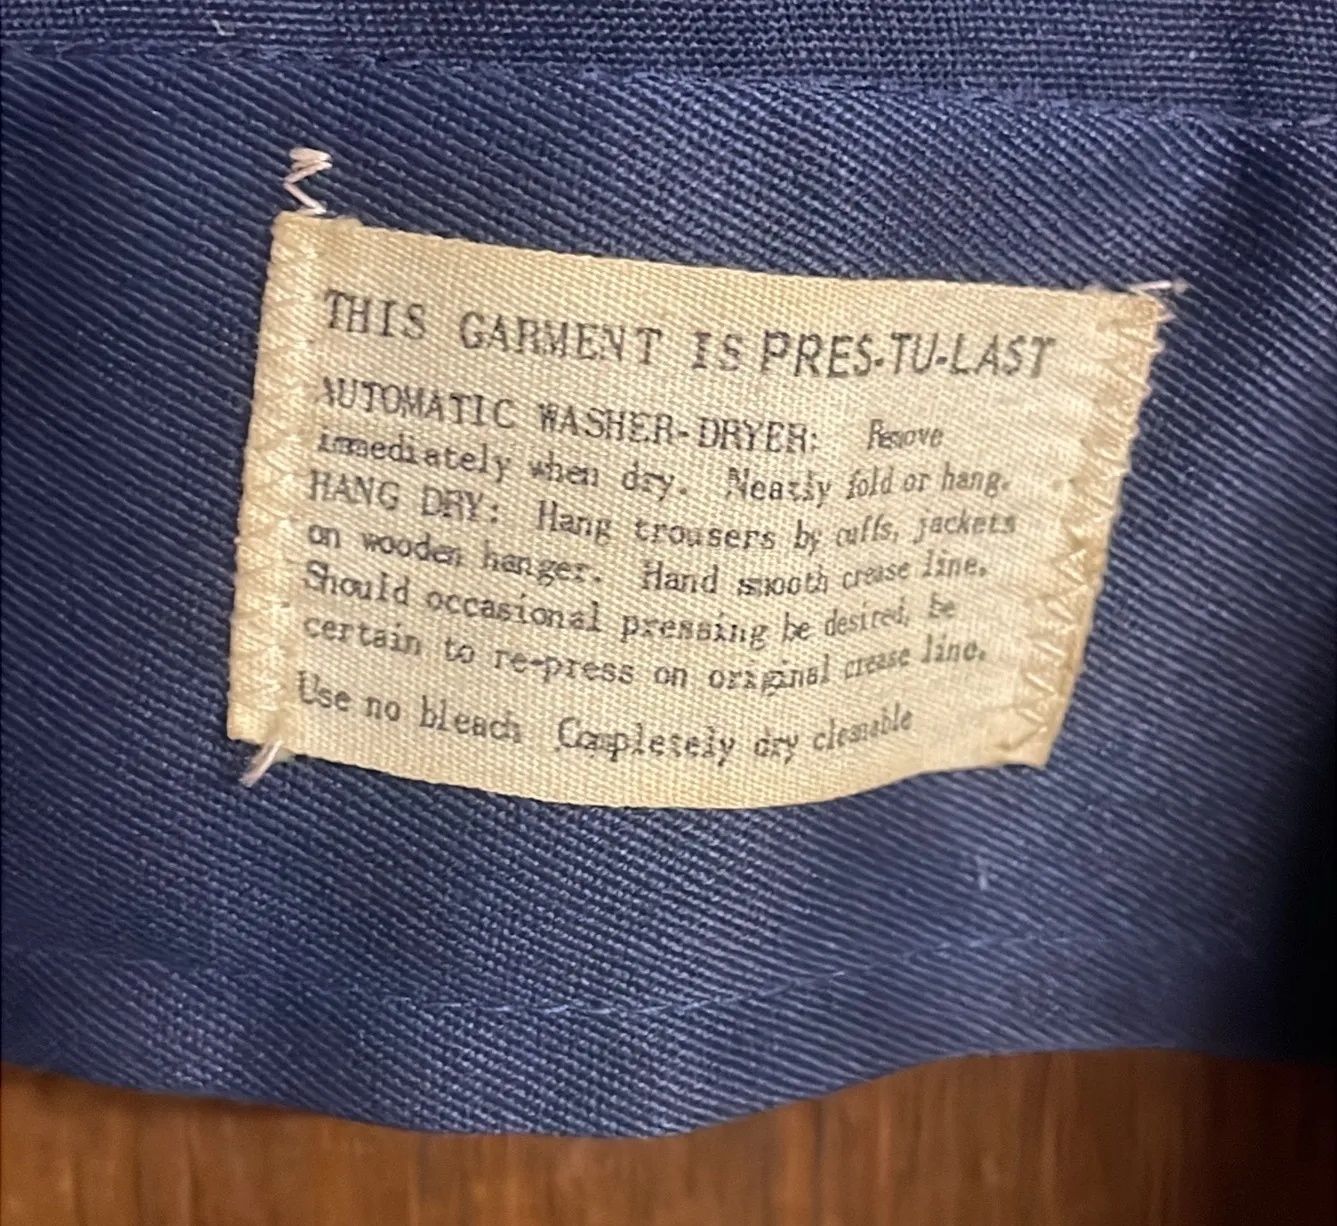 THIS GARMENT IS PRES-TU-LAST
AUTOMATIC WASHER-DRYER: Remove
immediately when dry. Neatly fold or hang.
HANG DRY: Hang trousers by cuffs, jackets
on wooden hanger. Hand smooth crease line.
Should occasional pressing be desired, be
certain to re-press on original crease line.
Use no bleach Completely dry cleanable